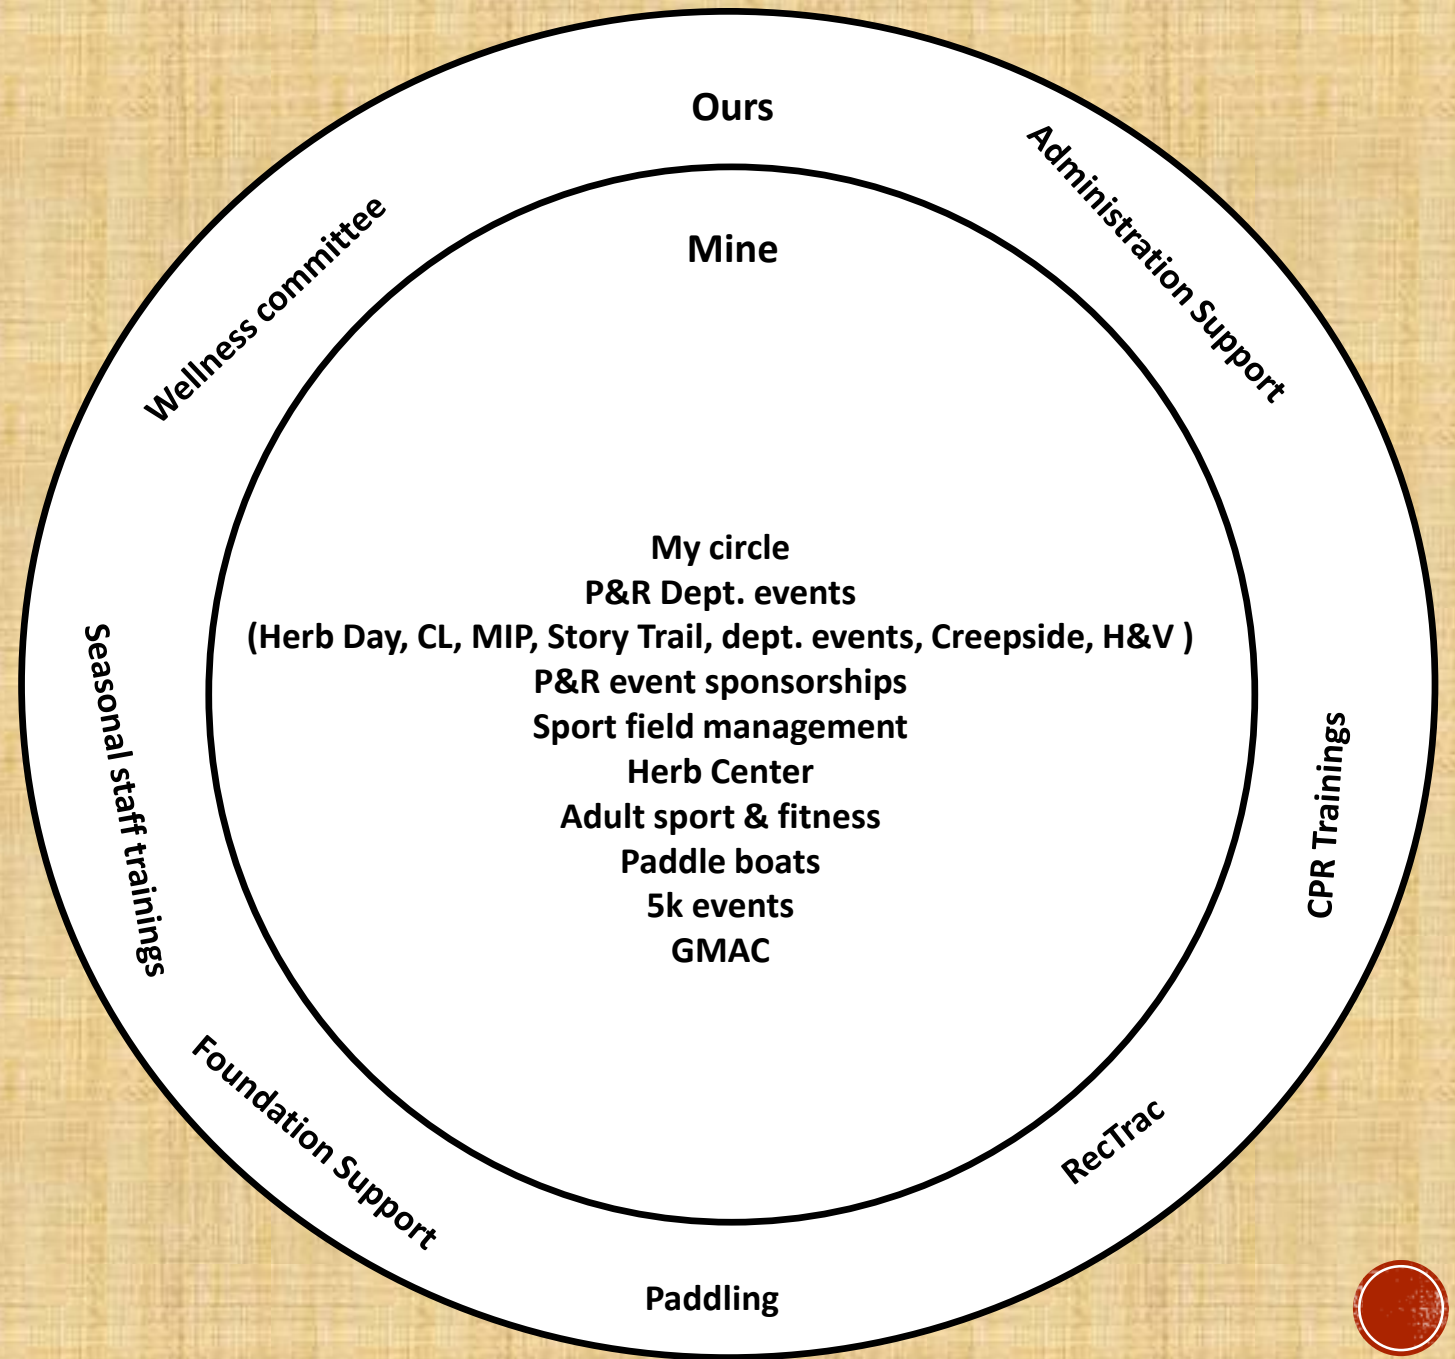 Ours
Administration Support
Wellness committee
Mine
My circle
P&R Dept. events
(Herb Day, CL, MIP, Story Trail, dept. events, Creepside, H&V )
P&R event sponsorships
Sport field management
Herb Center
Adult sport & fitness
Paddle boats
5k events
GMAC
Seasonal staff trainings
CPR Trainings
Foundation Support
RecTrac
Paddling